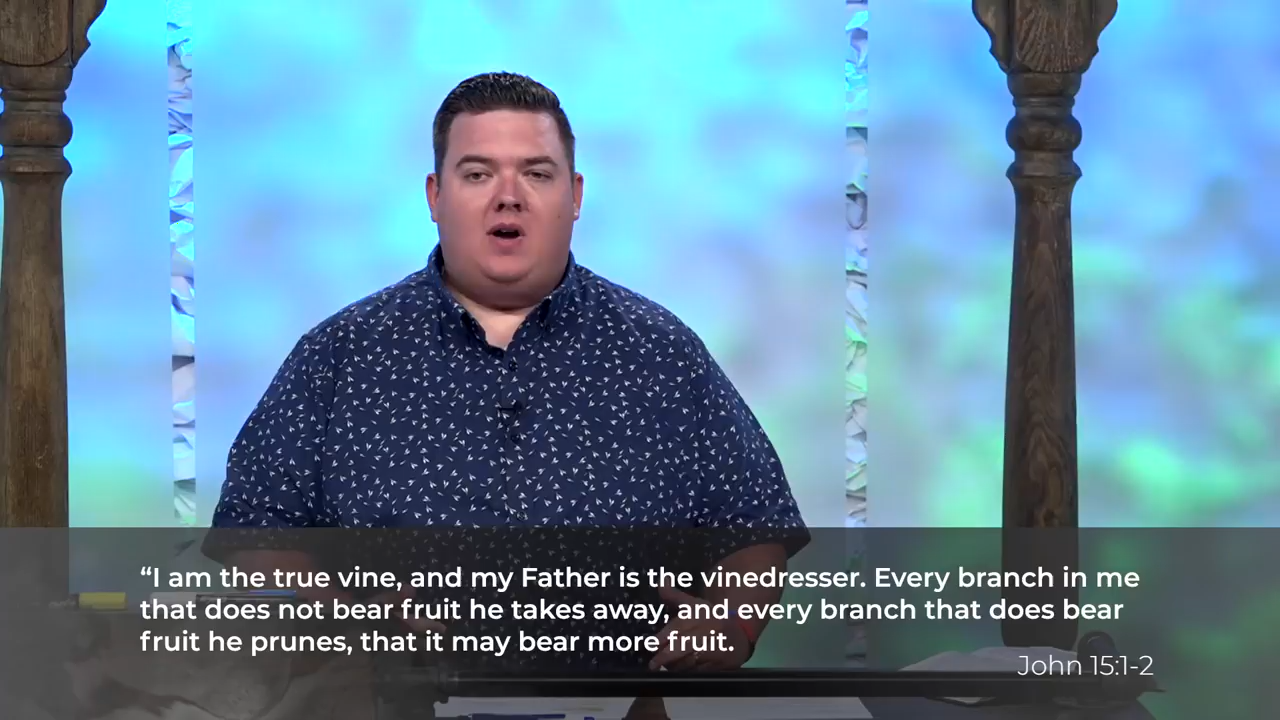 “I am the true vine, and my Father is the vinedresser. Every branch in me
that does not bear fruit he takes away, and every branch that does bear
fruit he prunes, that it may bear more fruit.
John 15:1-2